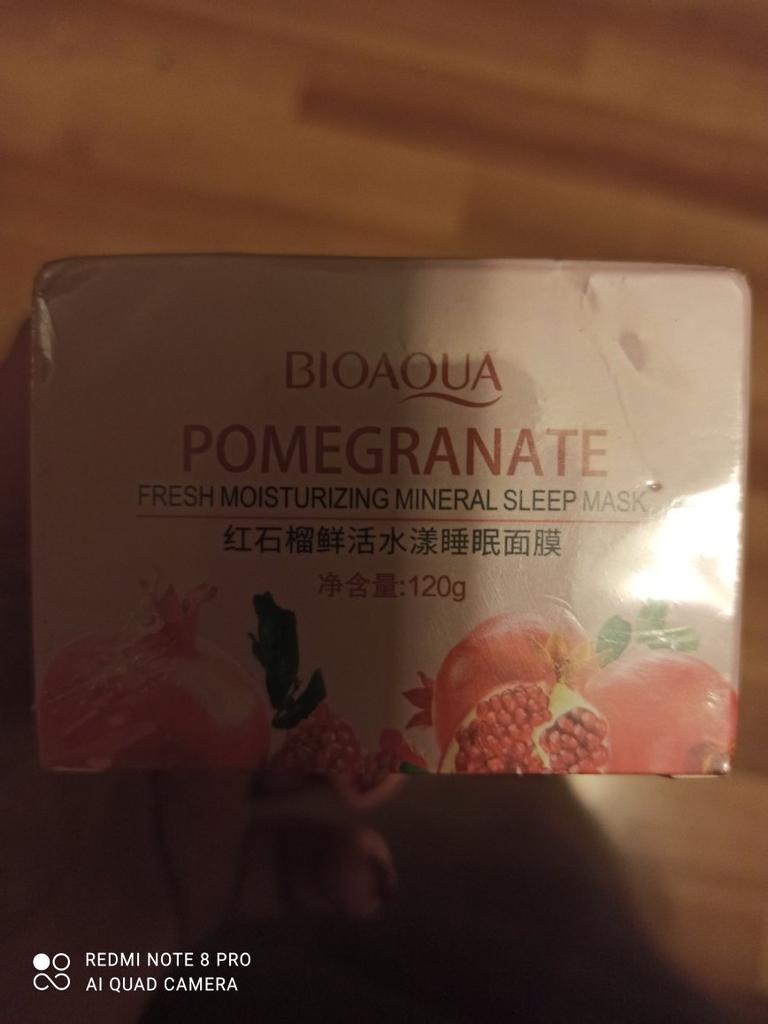 BIOAQUA
POMEGRANATE
FRESH MOISTURIZING MINERAL SLEEP MASK
红石榴鲜活水漾睡眠面膜
净含量:120g
REDMI NOTE 8 PRO
AI QUAD CAMERA